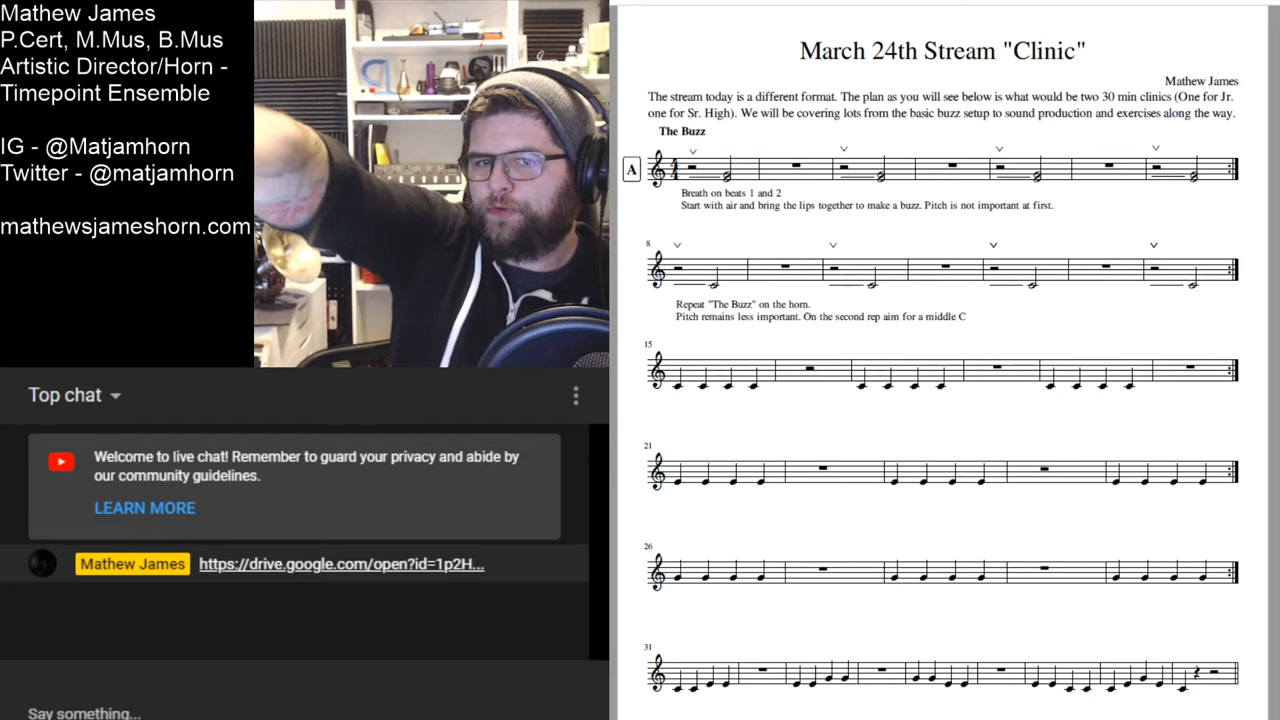 Mathew James
P.Cert, M.Mus, B.Mus
Artistic Director/Horn -
Timepoint Ensemble
IG - @Matjamhorn
Twitter - @matjamhorn
mathewsjameshorn.com
Top chat
Welcome to live chat! Remember to guard your privacy and abide by
our community guidelines.
LEARN MORE
Mathew James https://drive.google.com/open?id=1p2H...
Say something...
March 24th Stream "Clinic"
Mathew James
The stream today is a different format. The plan as you will see below is what would be two 30 min clinics (One for Jr.
one for Sr. High). We will be covering lots from the basic buzz setup to sound production and exercises along the way.
The Buzz
A
Breath on beats 1 and 2
Start with air and bring the lips together to make a buzz. Pitch is not important at first.
8
Repeat "The Buzz" on the horn.
Pitch remains less important. On the second rep aim for a middle C
15
21
26
31